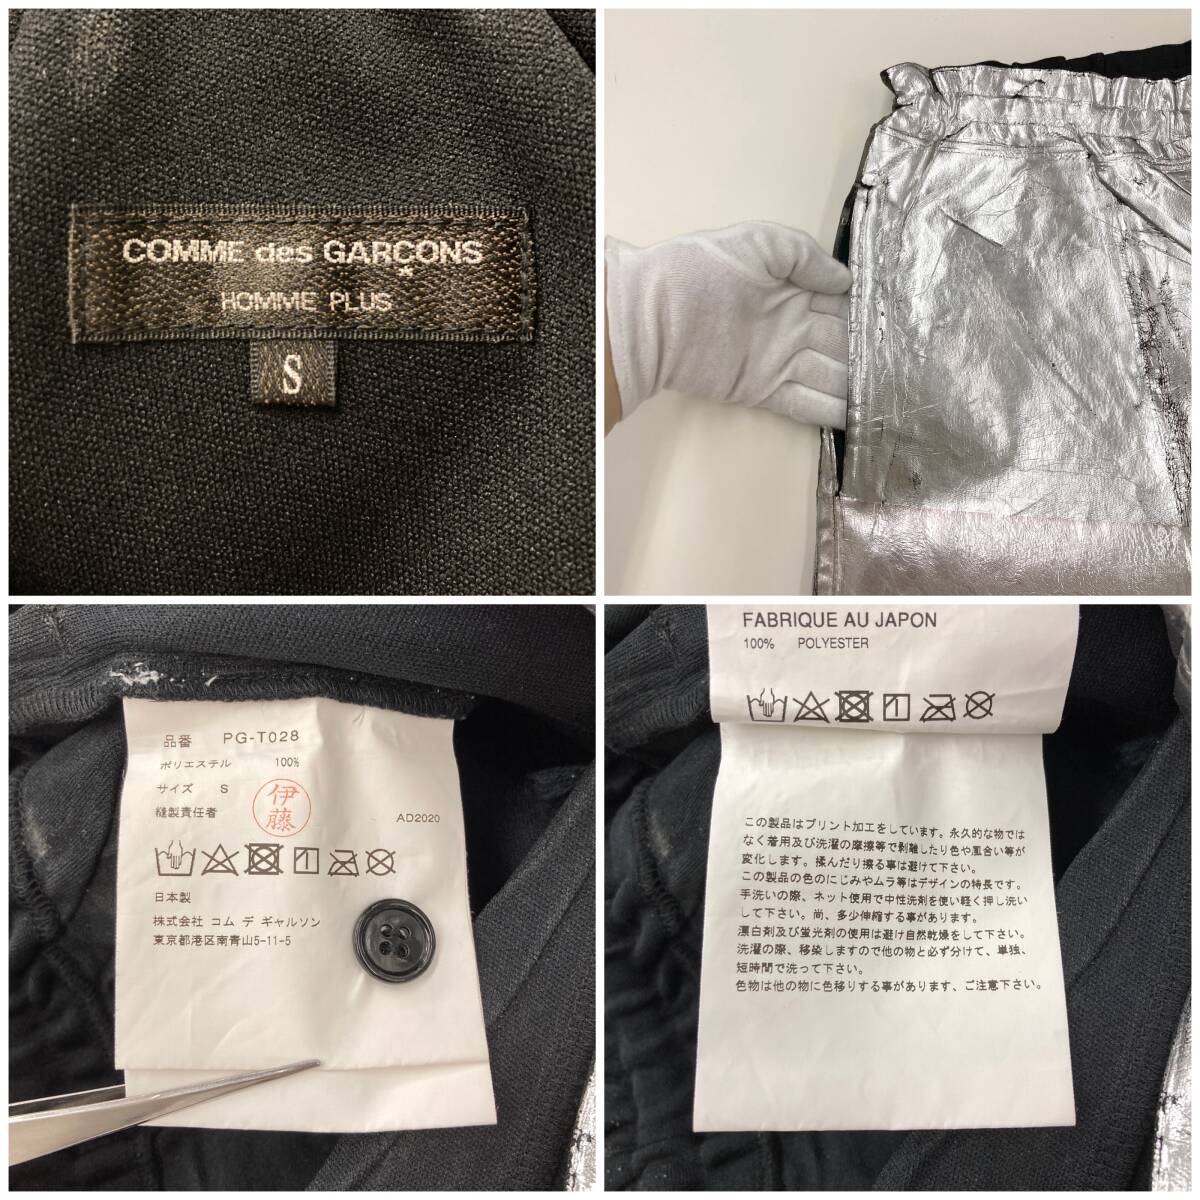 COMME des GARÇONS
HOMME PLUS
S
品番 PG-T028
ポリエステル 100%
サイズ S
縫製責任者 伊藤
AD2020
日本製
株式会社 コム デ ギャルソン
東京都港区南青山5-11-5
FABRIQUE AU JAPON
100% POLYESTER
この製品はプリント加工をしています。永久的な物では
なく着用及び洗濯の摩擦等で剥離したり色や風合い等が
変化します。揉んだり擦る事は避けて下さい。
この製品の色のにじみやムラ等はデザインの特長です。
手洗いの際、ネット使用で中性洗剤を使い軽く押し洗い
して下さい。尚、多少伸縮する事があります。
漂白剤及び蛍光剤の使用は避け自然乾燥をして下さい。
洗濯の際、移染しますので他の物と必ず分けて、単独、
短時間で洗って下さい。
色物は他の物に色移りする事があります、ご注意下さい。